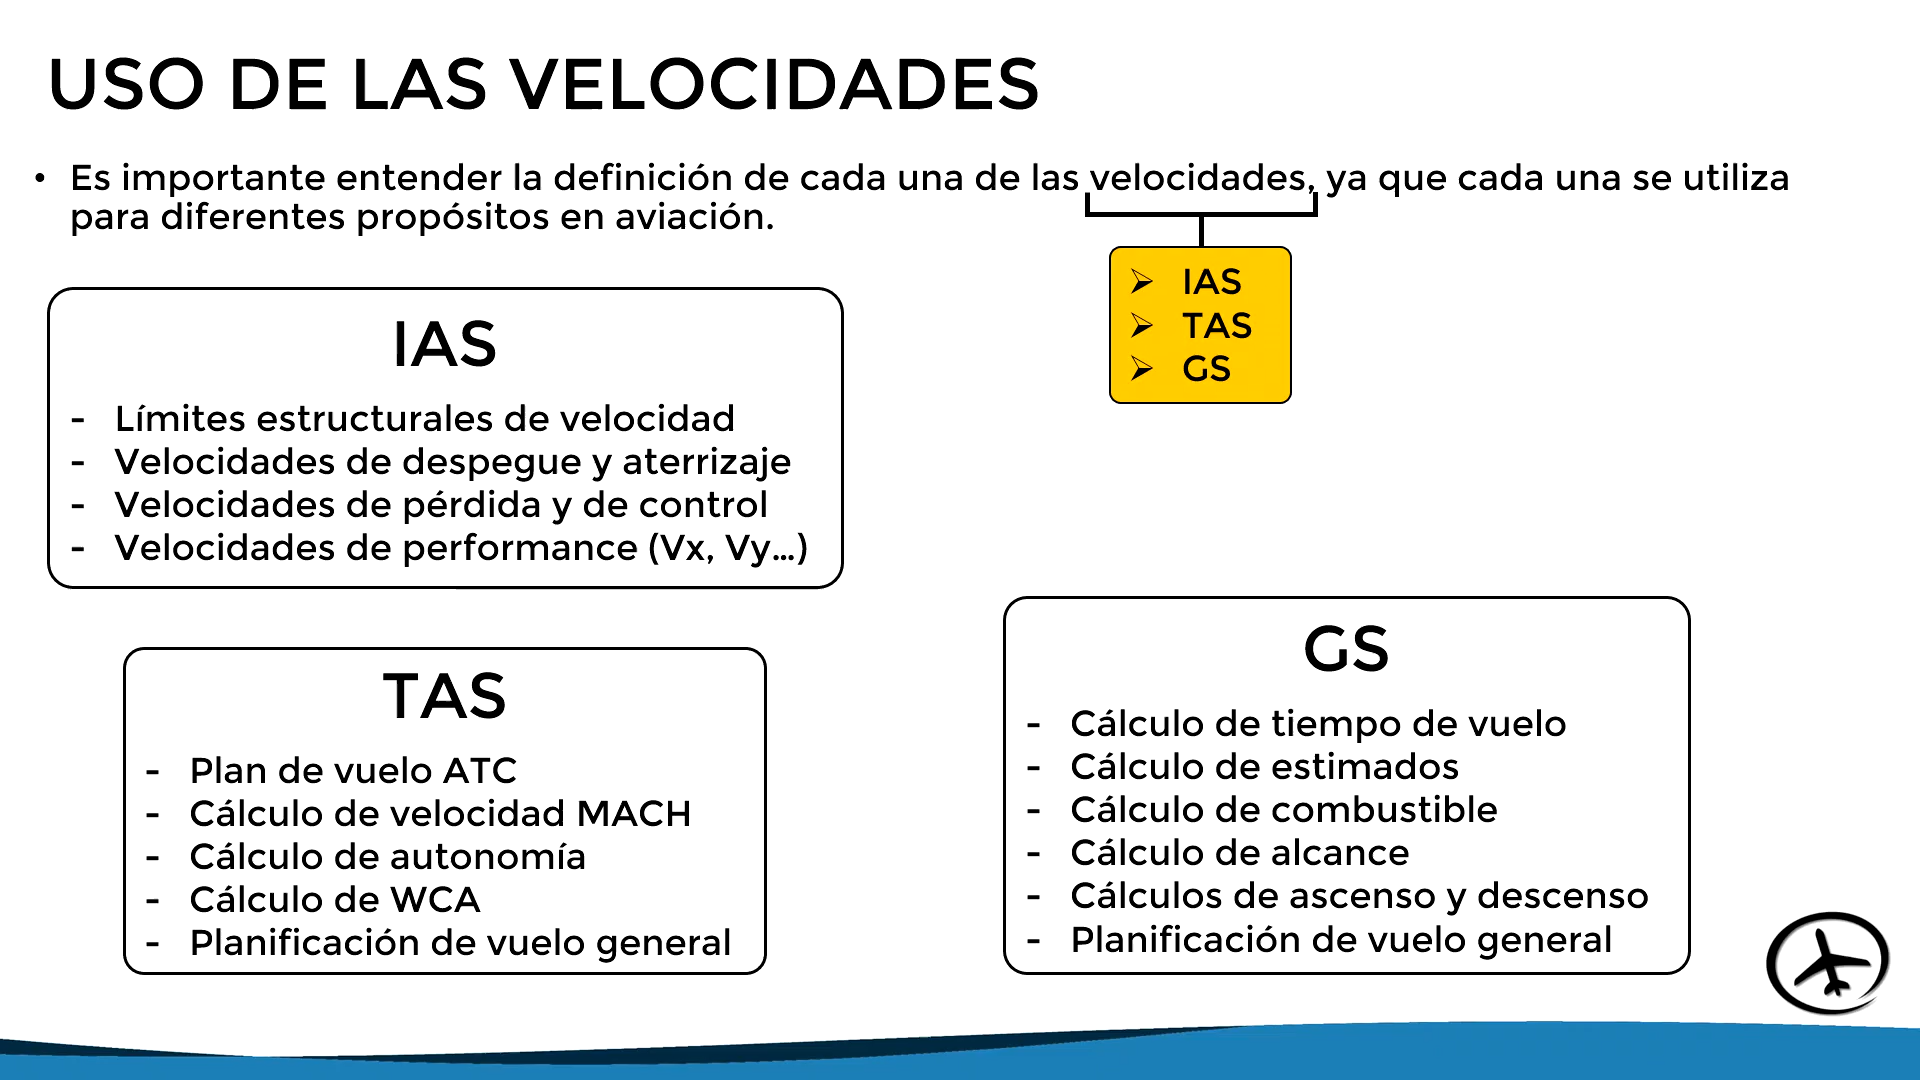 USO DE LAS VELOCIDADES
• Es importante entender la definición de cada una de las velocidades, ya que cada una se utiliza
para diferentes propósitos en aviación.
➢ IAS
➢ TAS
➢ GS
IAS
- Límites estructurales de velocidad
- Velocidades de despegue y aterrizaje
- Velocidades de pérdida y de control
- Velocidades de performance (Vx, Vy...)
TAS
- Plan de vuelo ATC
- Cálculo de velocidad MACH
- Cálculo de autonomía
- Cálculo de WCA
- Planificación de vuelo general
GS
- Cálculo de tiempo de vuelo
- Cálculo de estimados
- Cálculo de combustible
- Cálculo de alcance
- Cálculos de ascenso y descenso
- Planificación de vuelo general